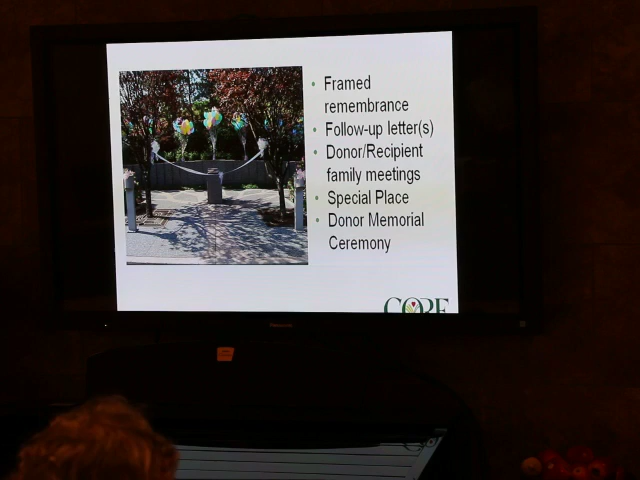 Framed
remembrance
Follow-up letter(s)
Donor/Recipient
family meetings
Special Place
Donor Memorial
Ceremony
CORE